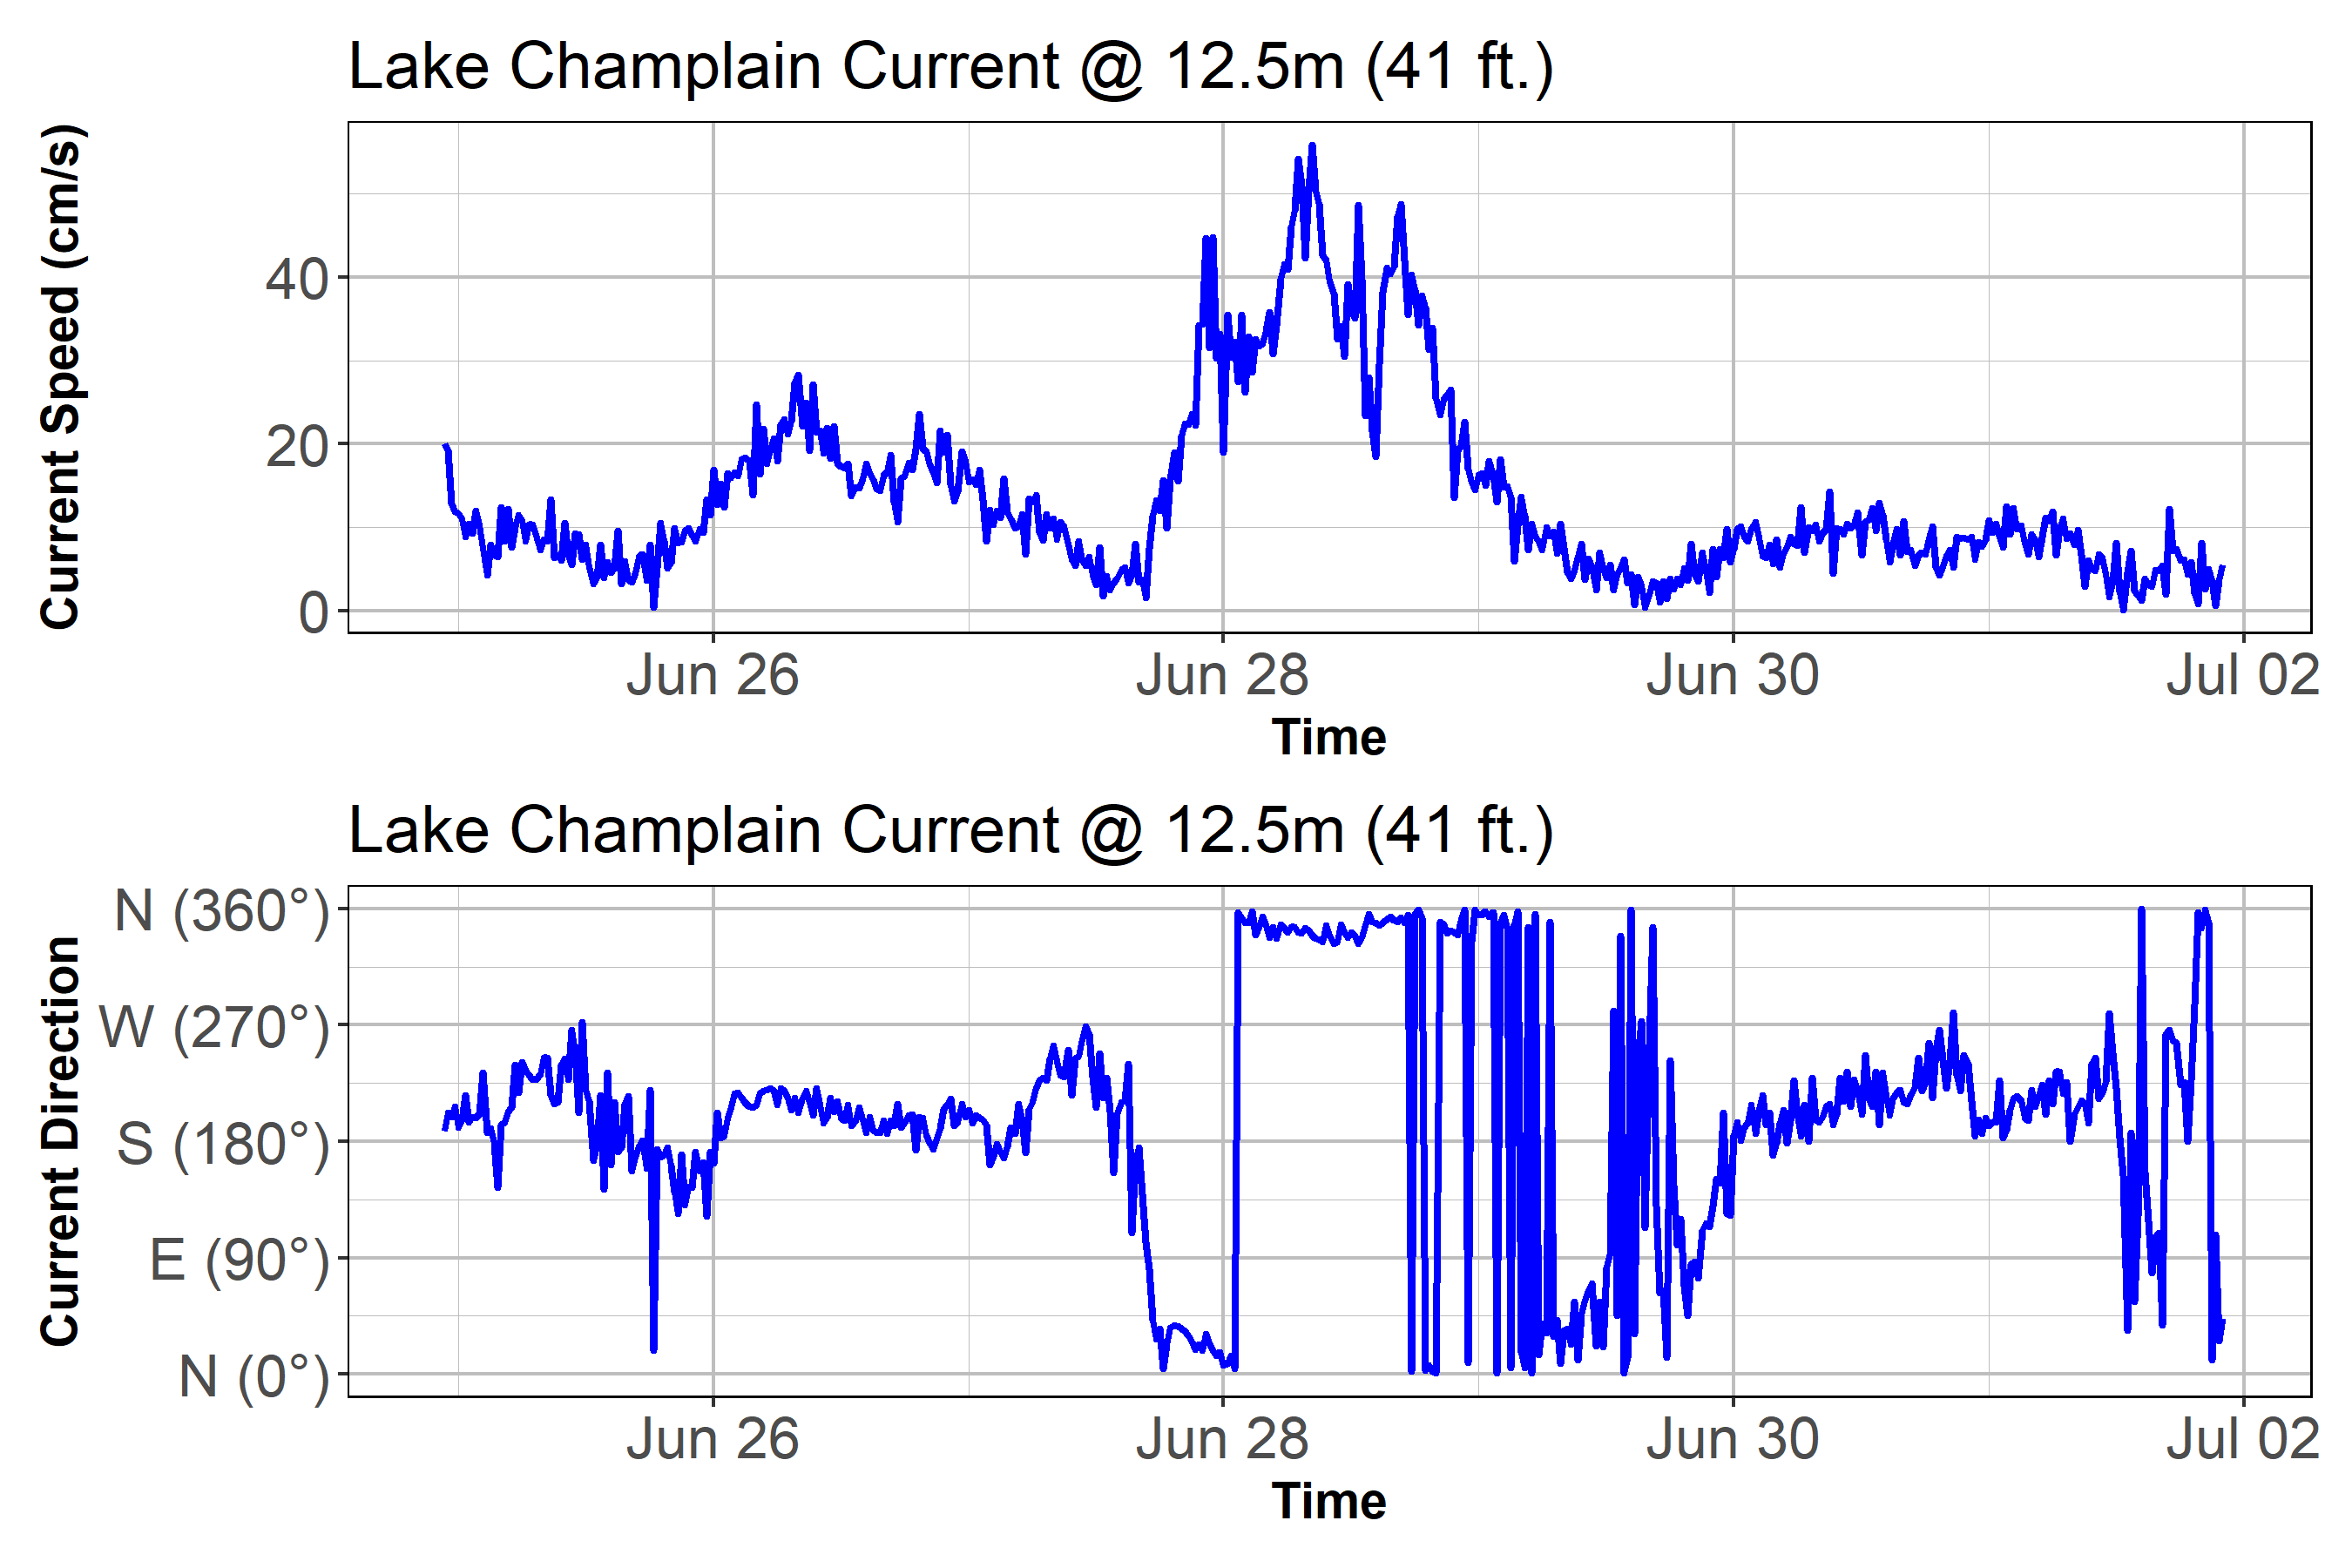 Lake Champlain Current @ 12.5m (41 ft.)
Current Speed (cm/s)
40
20
0
Jun 26 Jun 28 Jun 30 Jul 02
Time
Lake Champlain Current @ 12.5m (41 ft.)
Current Direction
N (360°)
W (270°)
S (180°)
E (90°)
N (0°)
Jun 26 Jun 28 Jun 30 Jul 02
Time